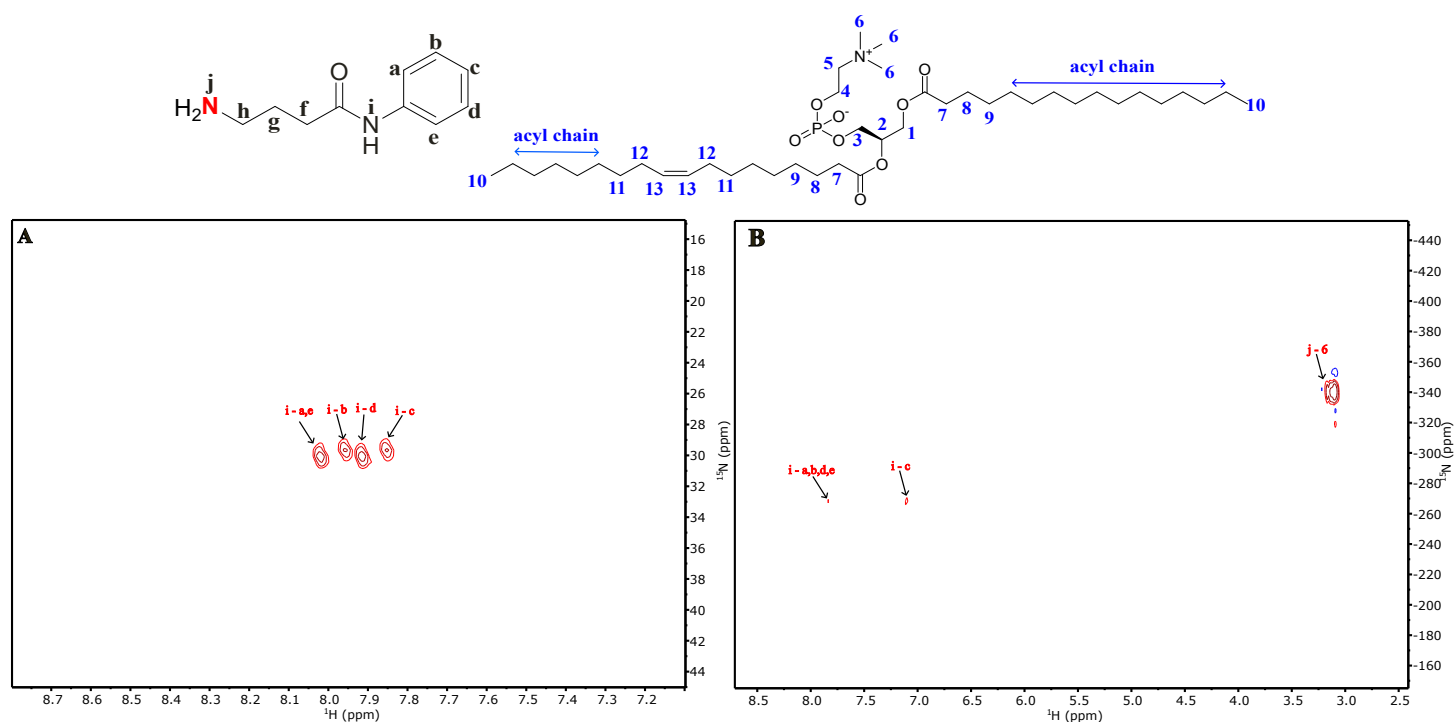 j
H2N
h
g
f
O
i
N
H
a
b
c
d
e
6
6
6
N+
5
4
O
O-
P
O
O
3
2
1
O
O
O
O
7
8
9
acyl chain
10
acyl chain
10
11
12
13
13
12
11
9
8
7
A
i - a,e
i - b
i - d
i - c
16
18
20
22
24
26
28
30
32
34
36
38
40
42
44
15N (ppm)
8.7 8.6 8.5 8.4 8.3 8.2 8.1 8.0 7.9 7.8 7.7 7.6 7.5 7.4 7.3 7.2
1H (ppm)
B
j - 6
i - a,b,d,e
i - c
-440
-420
-400
-380
-360
-340
-320
-300
-280
-260
-240
-220
-200
-180
-160
15N (ppm)
8.5 8.0 7.5 7.0 6.5 6.0 5.5 5.0 4.5 4.0 3.5 3.0 2.5
1H (ppm)